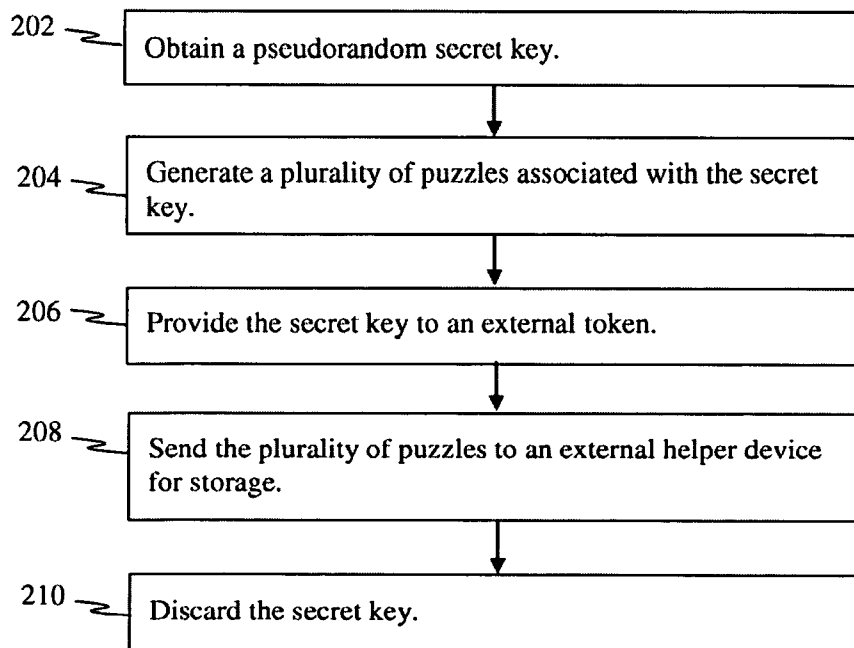 202
Obtain a pseudorandom secret key.
204
Generate a plurality of puzzles associated with the secret
key.
206
Provide the secret key to an external token.
208
Send the plurality of puzzles to an external helper device
for storage.
210
Discard the secret key.